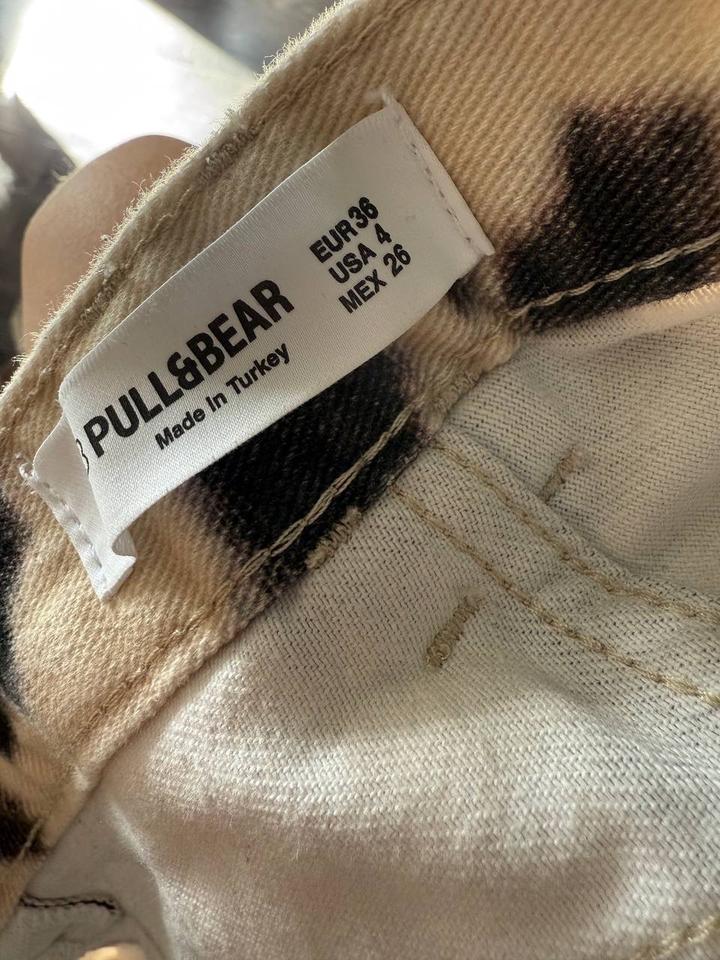 PULL&BEAR
Made In Turkey
EUR 36
USA 4
MEX 26